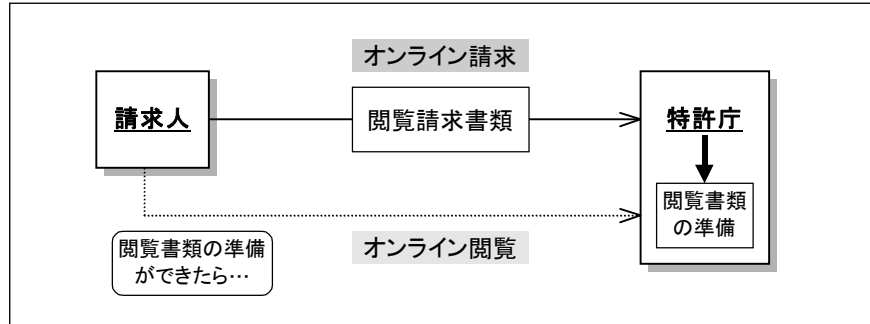 オンライン請求
請求人
閲覧請求書類
特許庁
閲覧書類
の準備
閲覧書類の準備
ができたら…
オンライン閲覧